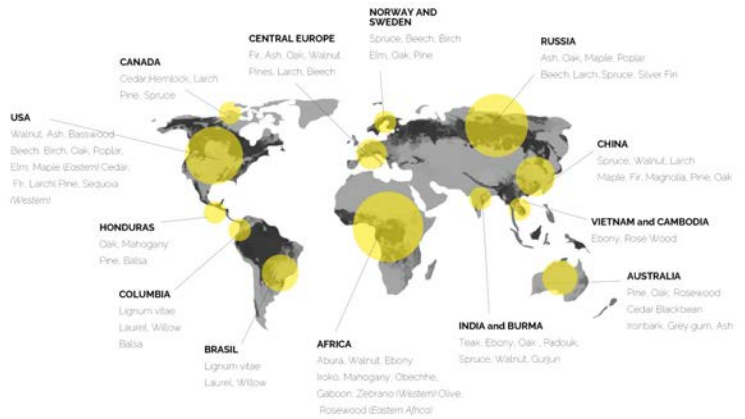 NORWAY AND
SWEDEN
Spruce, Beech, Birch
Elm, Oak, Pine
CENTRAL EUROPE
Fir, Ash, Oak, Walnut
Pines, Larch, Beech
RUSSIA
Ash, Oak, Maple, Poplar
Beech, Larch, Spruce, Silver Firi
CANADA
Cedar,Hemlock, Larch
Pine, Spruce
USA
Walnut, Ash, Basswood
Beech, Birch, Oak, Poplar,
Elm, Maple (Eastern) Cedar,
FIr, Larch( Pine, Sequoia
(Western)
CHINA
Spruce, Walnut, Larch
Maple, Fir, Magnolia, Pine, Oak
VIETNAM and CAMBODIA
Ebony, Rose Wood
HONDURAS
Oak, Mahogany
Pine, Balsa
AUSTRALIA
Pine, Oak, Rosewood
Cedar Blackbean
Ironbark, Grey gum, Ash
COLUMBIA
Lignum vitae
Laurel, Willow
Balsa
INDIA and BURMA
Teak, Ebony, Oair , Padouk,
Spruce, Walnut, Gurjun
BRASIL
Lignum vitae
Laurel, Willow
AFRICA
Abura, Walnut, Ebony
Iroko, Mahogany, Obechhe,
Gaboon, Zebrano (Western) Olive,
Rosewood (Eastern Africa)